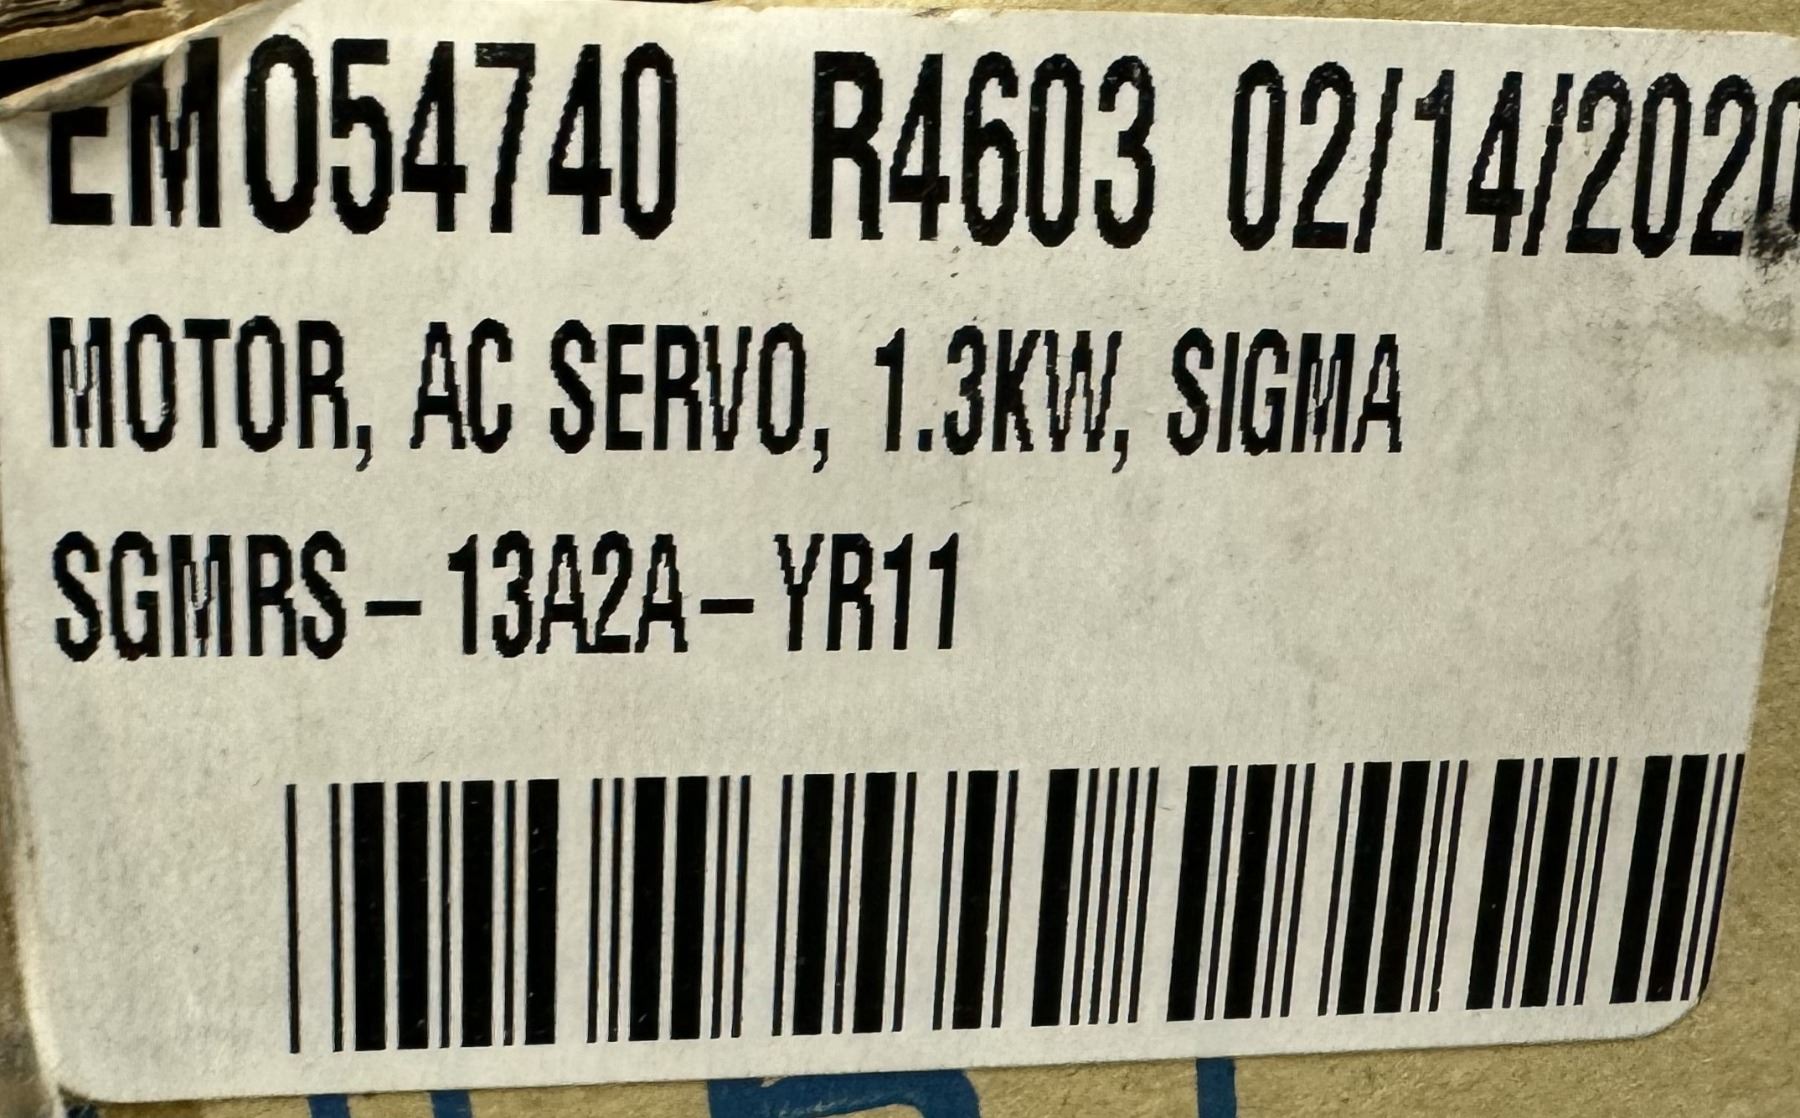 EM054740 R4603 02/14/2020
MOTOR, AC SERVO, 1.3KW, SIGMA
SGMRS-13A2A-YR11